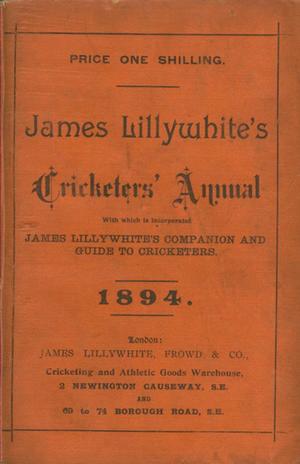 PRICE ONE SHILLING.
James Lillywhite's
Cricketers' Annual
With which is incorporated
JAMES LILLYWHITE'S COMPANION AND
GUIDE TO CRICKETERS.
1894.
London:
JAMES LILLYWHITE, FROWD & CO.,
Cricketing and Athletic Goods Warehouse,
2 NEWINGTON CAUSEWAY, S.E.
AND
69 to 74 BOROUGH ROAD, S.E.